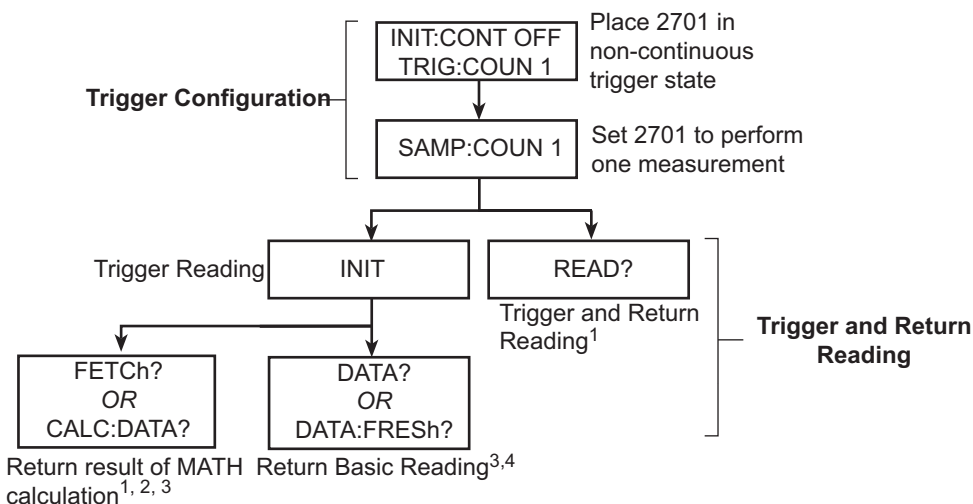 INIT:CONT OFF
TRIG:COUN 1
Place 2701 in
non-continuous
trigger state
Trigger Configuration
SAMP:COUN 1
Set 2701 to perform
one measurement
Trigger Reading
INIT
READ?
Trigger and Return
Reading1
Trigger and Return
Reading
FETCh?
OR
CALC:DATA?
DATA?
OR
DATA:FRESh?
Return result of MATH
calculation1, 2, 3
Return Basic Reading3,4